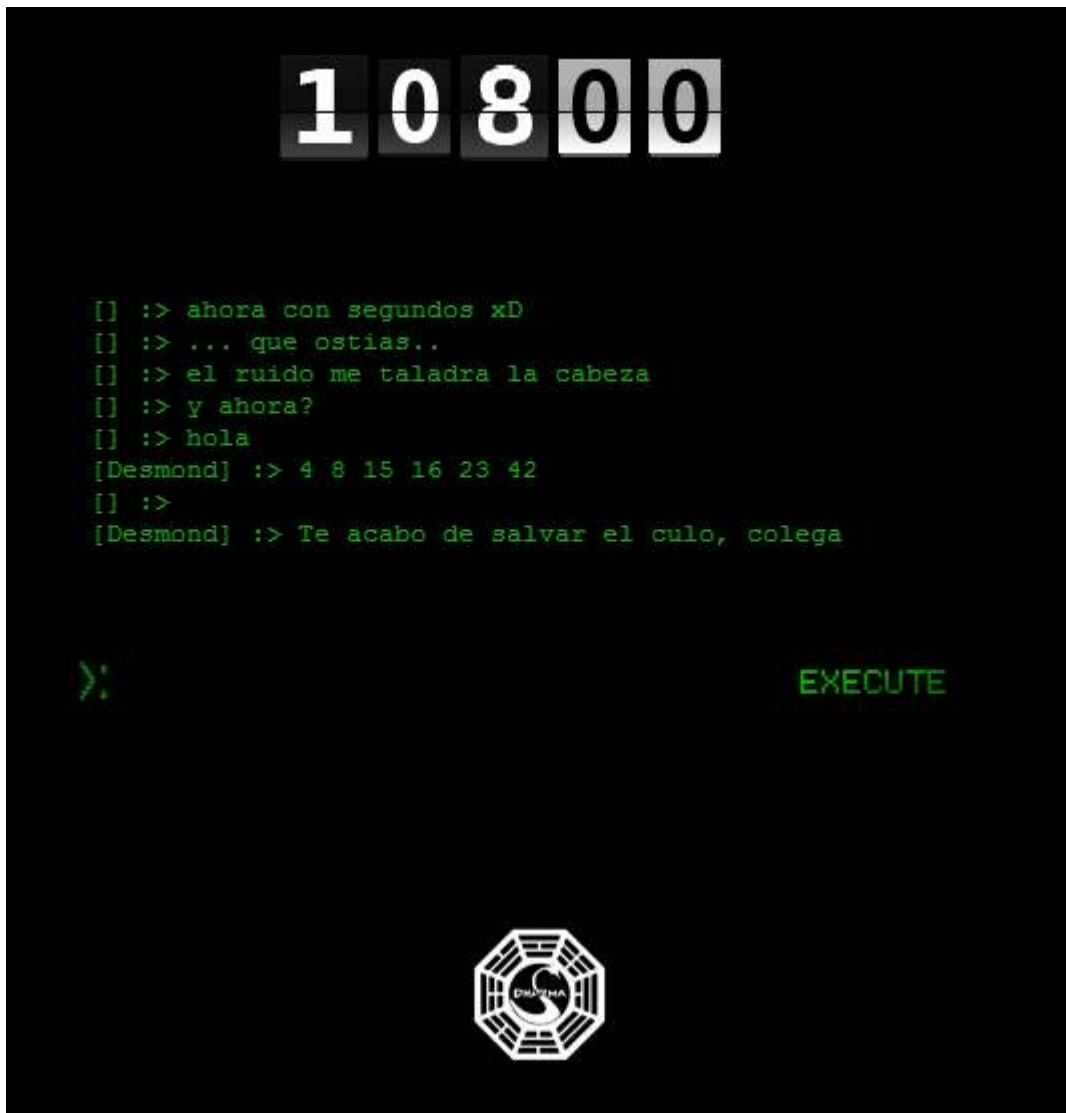 10800
[] :> ahora con segundos xD
[] :> ... que ostias..
[] :> el ruido me taladra la cabeza
[] :> y ahora?
[] :> hola
[Desmond] :> 4 8 15 16 23 42
[] :>
[Desmond] :> Te acabo de salvar el culo, colega
>: EXECUTE
DHARMA